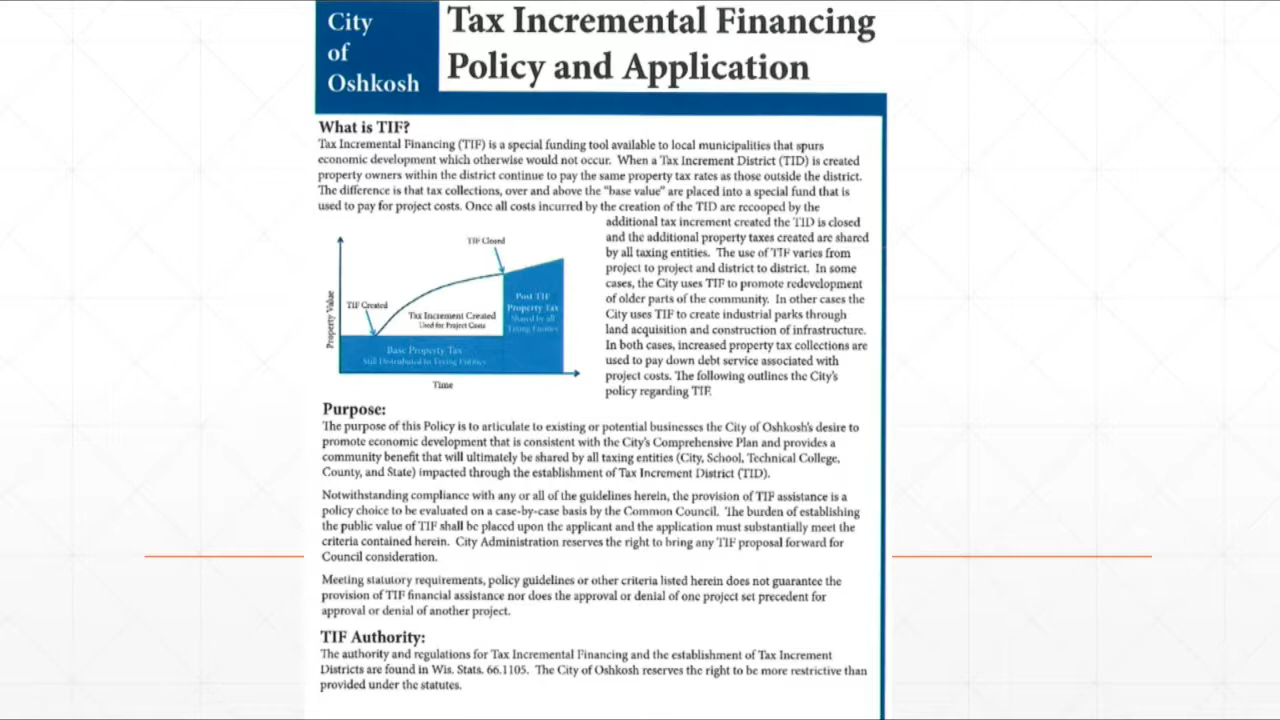 City
of
Oshkosh
Tax Incremental Financing
Policy and Application
What is TIF?
Tax Incremental Financing (TIF) is a special funding tool available to local municipalities that spurs
economic development which otherwise would not occur. When a Tax Increment District (TID) is created
property owners within the district continue to pay the same property tax rates as those outside the district.
The difference is that tax collections, over and above the "base value" are placed into a special fund that is
used to pay for project costs. Once all costs incurred by the creation of the TID are recooped by the
additional tax increment created the TID is closed
and the additional property taxes created are shared
by all taxing entities. The use of TIF varies from
project to project and district to district. In some
cases, the City uses TIF to promote redevelopment
of older parts of the community. In other cases the
City uses TIF to create industrial parks through
land acquisition and construction of infrastructure.
In both cases, increased property tax collections are
used to pay down debt service associated with
project costs. The following outlines the City's
policy regarding TIF.
TIF Closed
TIF Created
Property Value
Tax Increment Created
Used for Project Costs
Post TIF
Property Tax
Shared by all
Taxing Entities
Base Property Tax
Still Distributed to Taxing Entities
Time
Purpose:
The purpose of this Policy is to articulate to existing or potential businesses the City of Oshkosh's desire to
promote economic development that is consistent with the City's Comprehensive Plan and provides a
community benefit that will ultimately be shared by all taxing entities (City, School, Technical College,
County, and State) impacted through the establishment of Tax Increment District (TID).
Notwithstanding compliance with any or all of the guidelines herein, the provision of TIF assistance is a
policy choice to be evaluated on a case-by-case basis by the Common Council. The burden of establishing
the public value of TIF shall be placed upon the applicant and the application must substantially meet the
criteria contained herein. City Administration reserves the right to bring any TIF proposal forward for
Council consideration.
Meeting statutory requirements, policy guidelines or other criteria listed herein does not guarantee the
provision of TIF financial assistance nor does the approval or denial of one project set precedent for
approval or denial of another project.
TIF Authority:
The authority and regulations for Tax Incremental Financing and the establishment of Tax Increment
Districts are found in Wis. Stats. 66.1105. The City of Oshkosh reserves the right to be more restrictive than
provided under the statutes.